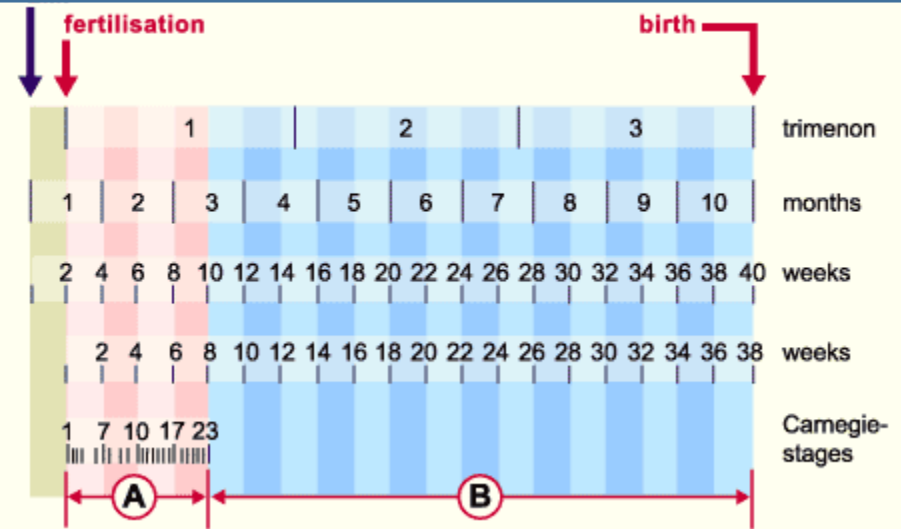 fertilisation birth
1 2 3 trimenon
1 2 3 4 5 6 7 8 9 10 months
2 4 6 8 10 12 14 16 18 20 22 24 26 28 30 32 34 36 38 40 weeks
2 4 6 8 10 12 14 16 18 20 22 24 26 28 30 32 34 36 38 weeks
1 7 10 17 23 Carnegie-
stages
A B